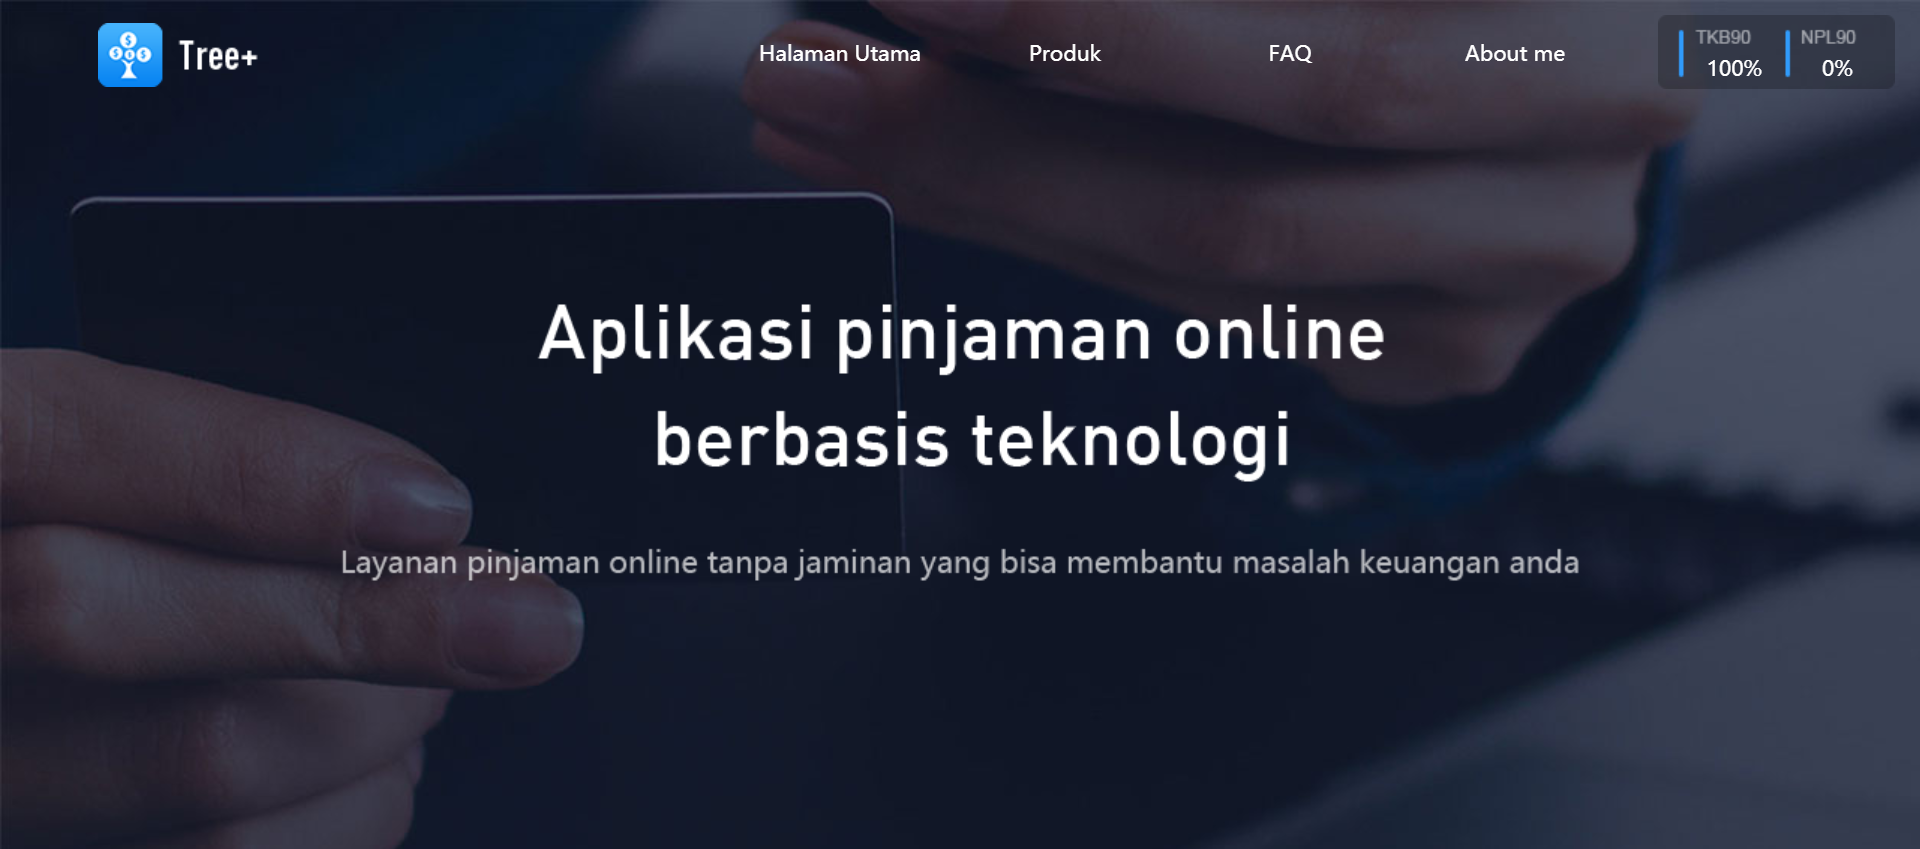 Tree+
Halaman Utama
Produk
FAQ
About me
TKB90
100%
NPL90
0%
Aplikasi pinjaman online
berbasis teknologi
Layanan pinjaman online tanpa jaminan yang bisa membantu masalah keuangan anda